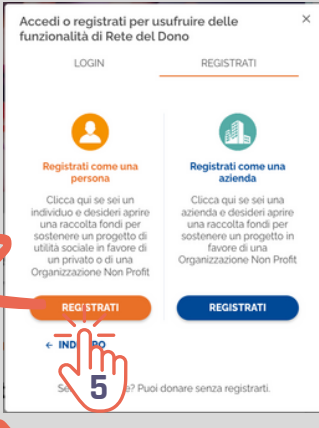 Accedi o registrati per usufruire delle
funzionalità di Rete del Dono
×
LOGIN
REGISTRATI
Registrati come una
persona
Clicca qui se sei un
individuo e desideri aprire
una raccolta fondi per
sostenere un progetto di
utilità sociale in favore di
un privato o di una
Organizzazione Non Profit
REGISTRATI
Registrati come una
azienda
Clicca qui se sei una
azienda e desideri aprire
una raccolta fondi per
sostenere un progetto in
favore di una
Organizzazione Non Profit
REGISTRATI
←
5
? Puoi donare senza registrarti.